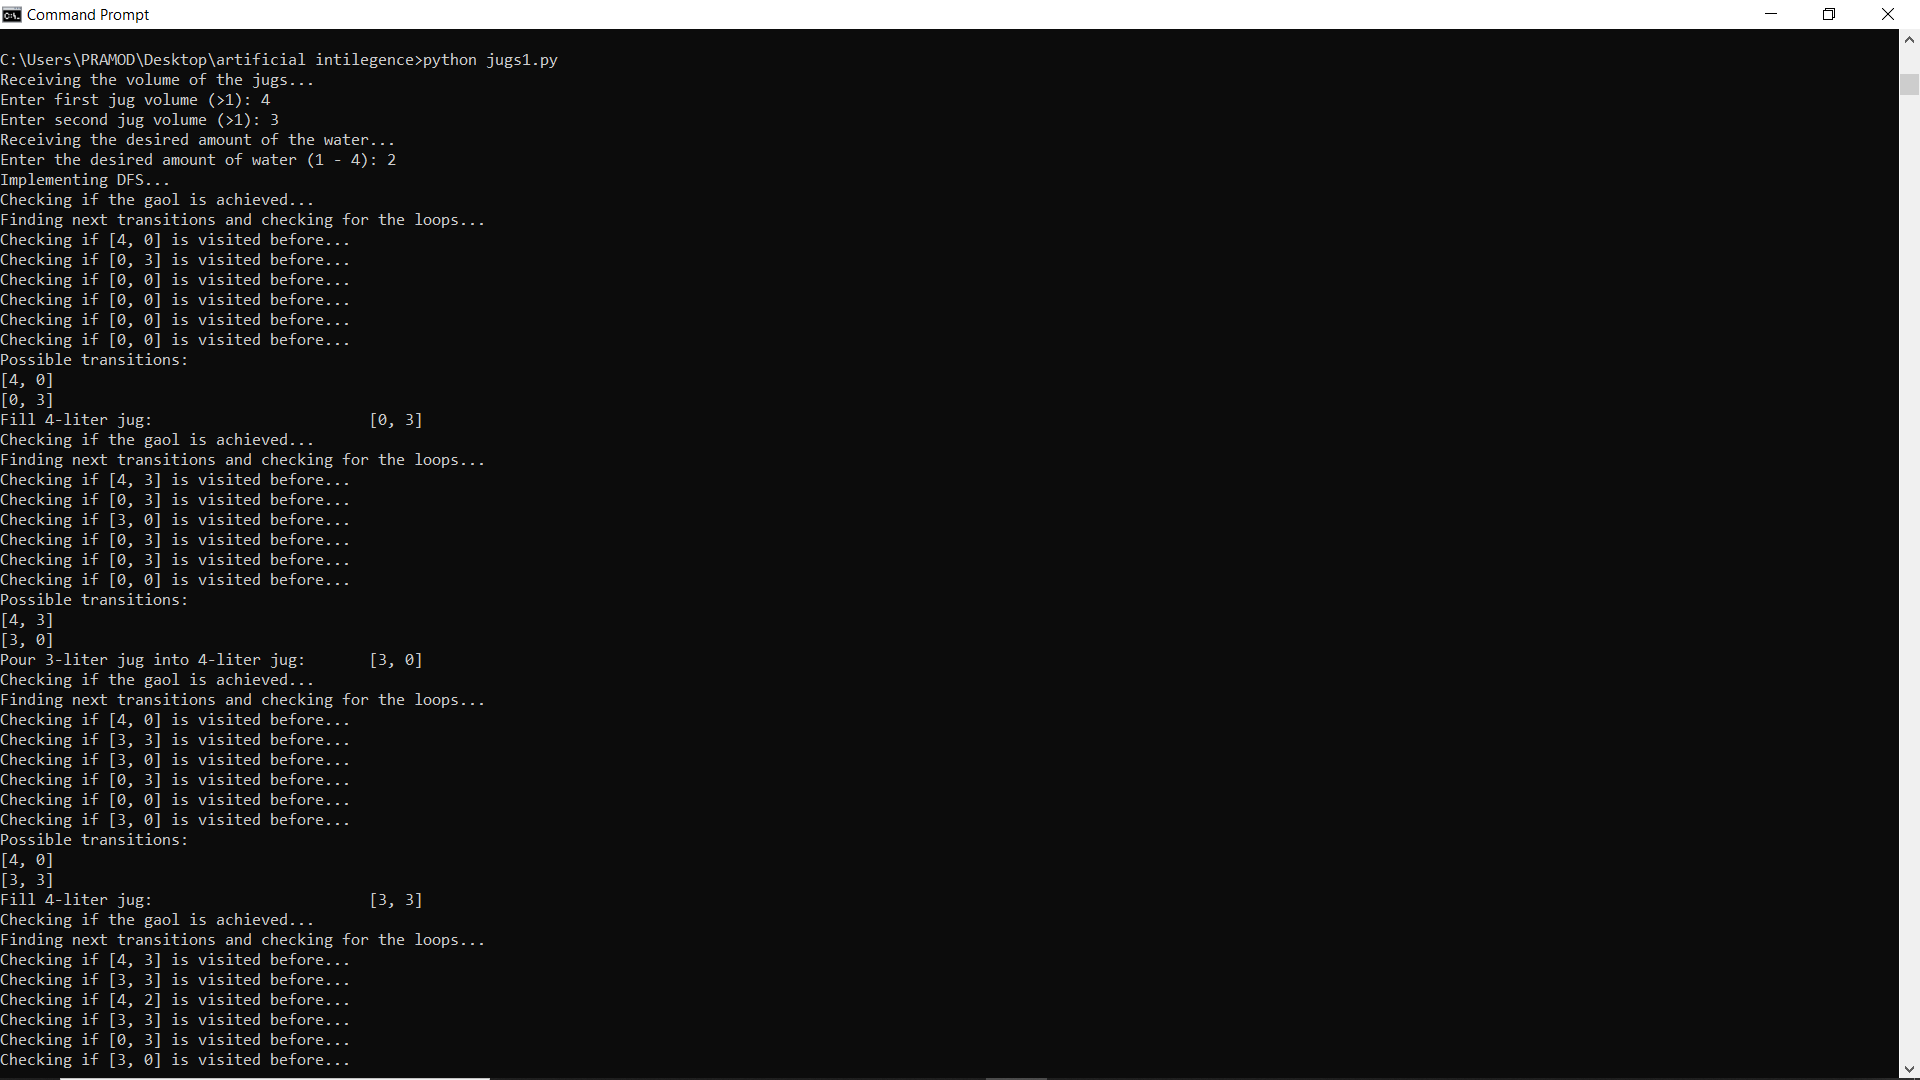 Command Prompt
C:\Users\PRAMOD\Desktop\artificial intilegence>python jugs1.py
Receiving the volume of the jugs...
Enter first jug volume (>1): 4
Enter second jug volume (>1): 3
Receiving the desired amount of the water...
Enter the desired amount of water (1 - 4): 2
Implementing DFS...
Checking if the gaol is achieved...
Finding next transitions and checking for the loops...
Checking if [4, 0] is visited before...
Checking if [0, 3] is visited before...
Checking if [0, 0] is visited before...
Checking if [0, 0] is visited before...
Checking if [0, 0] is visited before...
Checking if [0, 0] is visited before...
Possible transitions:
[4, 0]
[0, 3]
Fill 4-liter jug:                        [0, 3]
Checking if the gaol is achieved...
Finding next transitions and checking for the loops...
Checking if [4, 3] is visited before...
Checking if [0, 3] is visited before...
Checking if [3, 0] is visited before...
Checking if [0, 3] is visited before...
Checking if [0, 3] is visited before...
Checking if [0, 0] is visited before...
Possible transitions:
[4, 3]
[3, 0]
Pour 3-liter jug into 4-liter jug:       [3, 0]
Checking if the gaol is achieved...
Finding next transitions and checking for the loops...
Checking if [4, 0] is visited before...
Checking if [3, 3] is visited before...
Checking if [3, 0] is visited before...
Checking if [0, 3] is visited before...
Checking if [0, 0] is visited before...
Checking if [3, 0] is visited before...
Possible transitions:
[4, 0]
[3, 3]
Fill 4-liter jug:                        [3, 3]
Checking if the gaol is achieved...
Finding next transitions and checking for the loops...
Checking if [4, 3] is visited before...
Checking if [3, 3] is visited before...
Checking if [4, 2] is visited before...
Checking if [3, 3] is visited before...
Checking if [0, 3] is visited before...
Checking if [3, 0] is visited before...